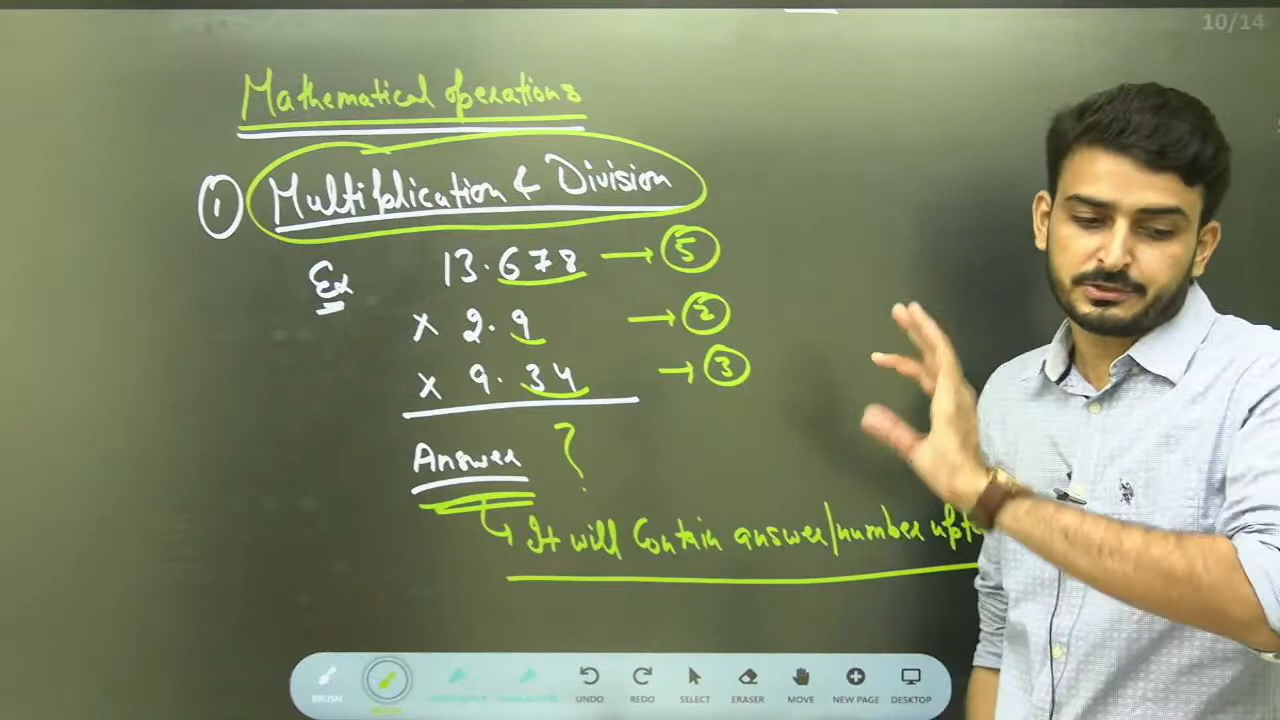 10/14
Mathematical operations
① Multiplication & Division
Ex 13.678 → ⑤
x 2.9 → ②
x 9.34 → ③
Answer ?
↳ It will Contain answer/number upto
BRUSH
UNDO REDO SELECT ERASER MOVE NEW PAGE DESKTOP